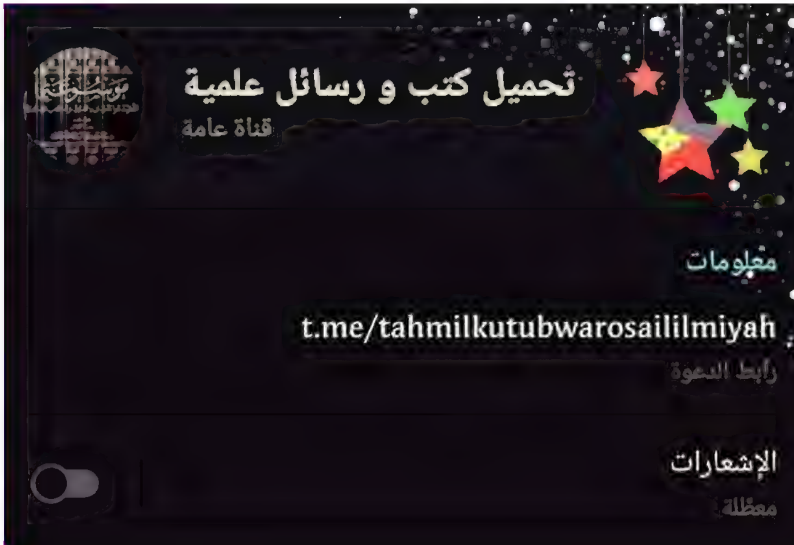 تحميل كتب و رسائل علمية
قناة عامة
معلومات
t.me/tahmilkutubwarosaililmiyah
رابط الدعوة
الإشعارات
معطّلة